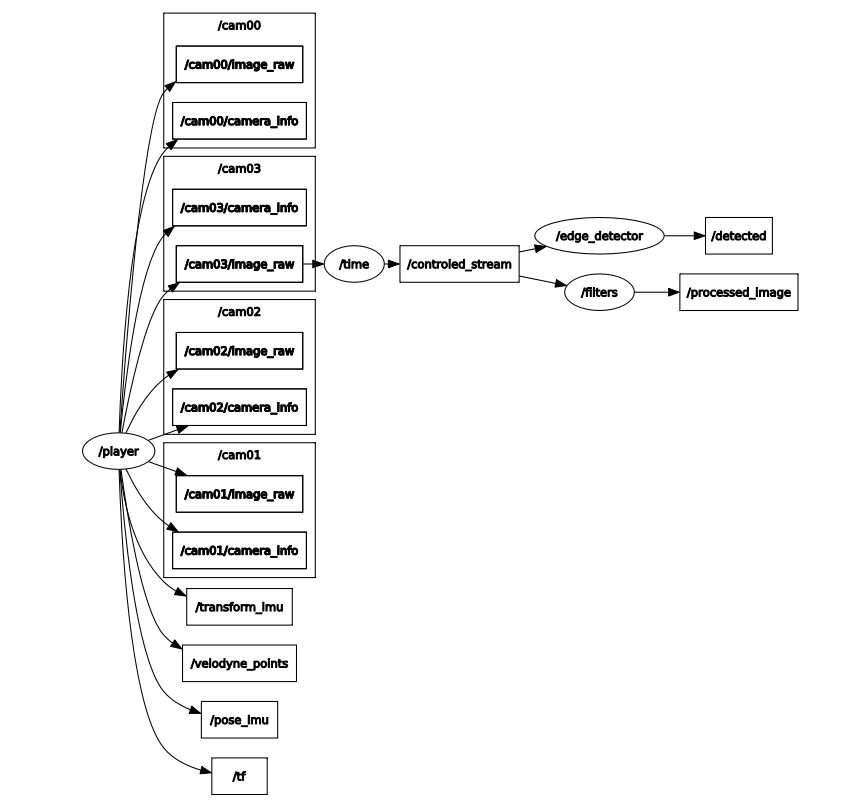 /cam00
/cam00/image_raw
/cam00/camera_info
/cam03
/cam03/camera_info
/cam03/image_raw
/time
/controled_stream
/edge_detector
/detected
/filters
/processed_image
/cam02
/cam02/image_raw
/cam02/camera_info
/player
/cam01
/cam01/image_raw
/cam01/camera_info
/transform_imu
/velodyne_points
/pose_imu
/tf